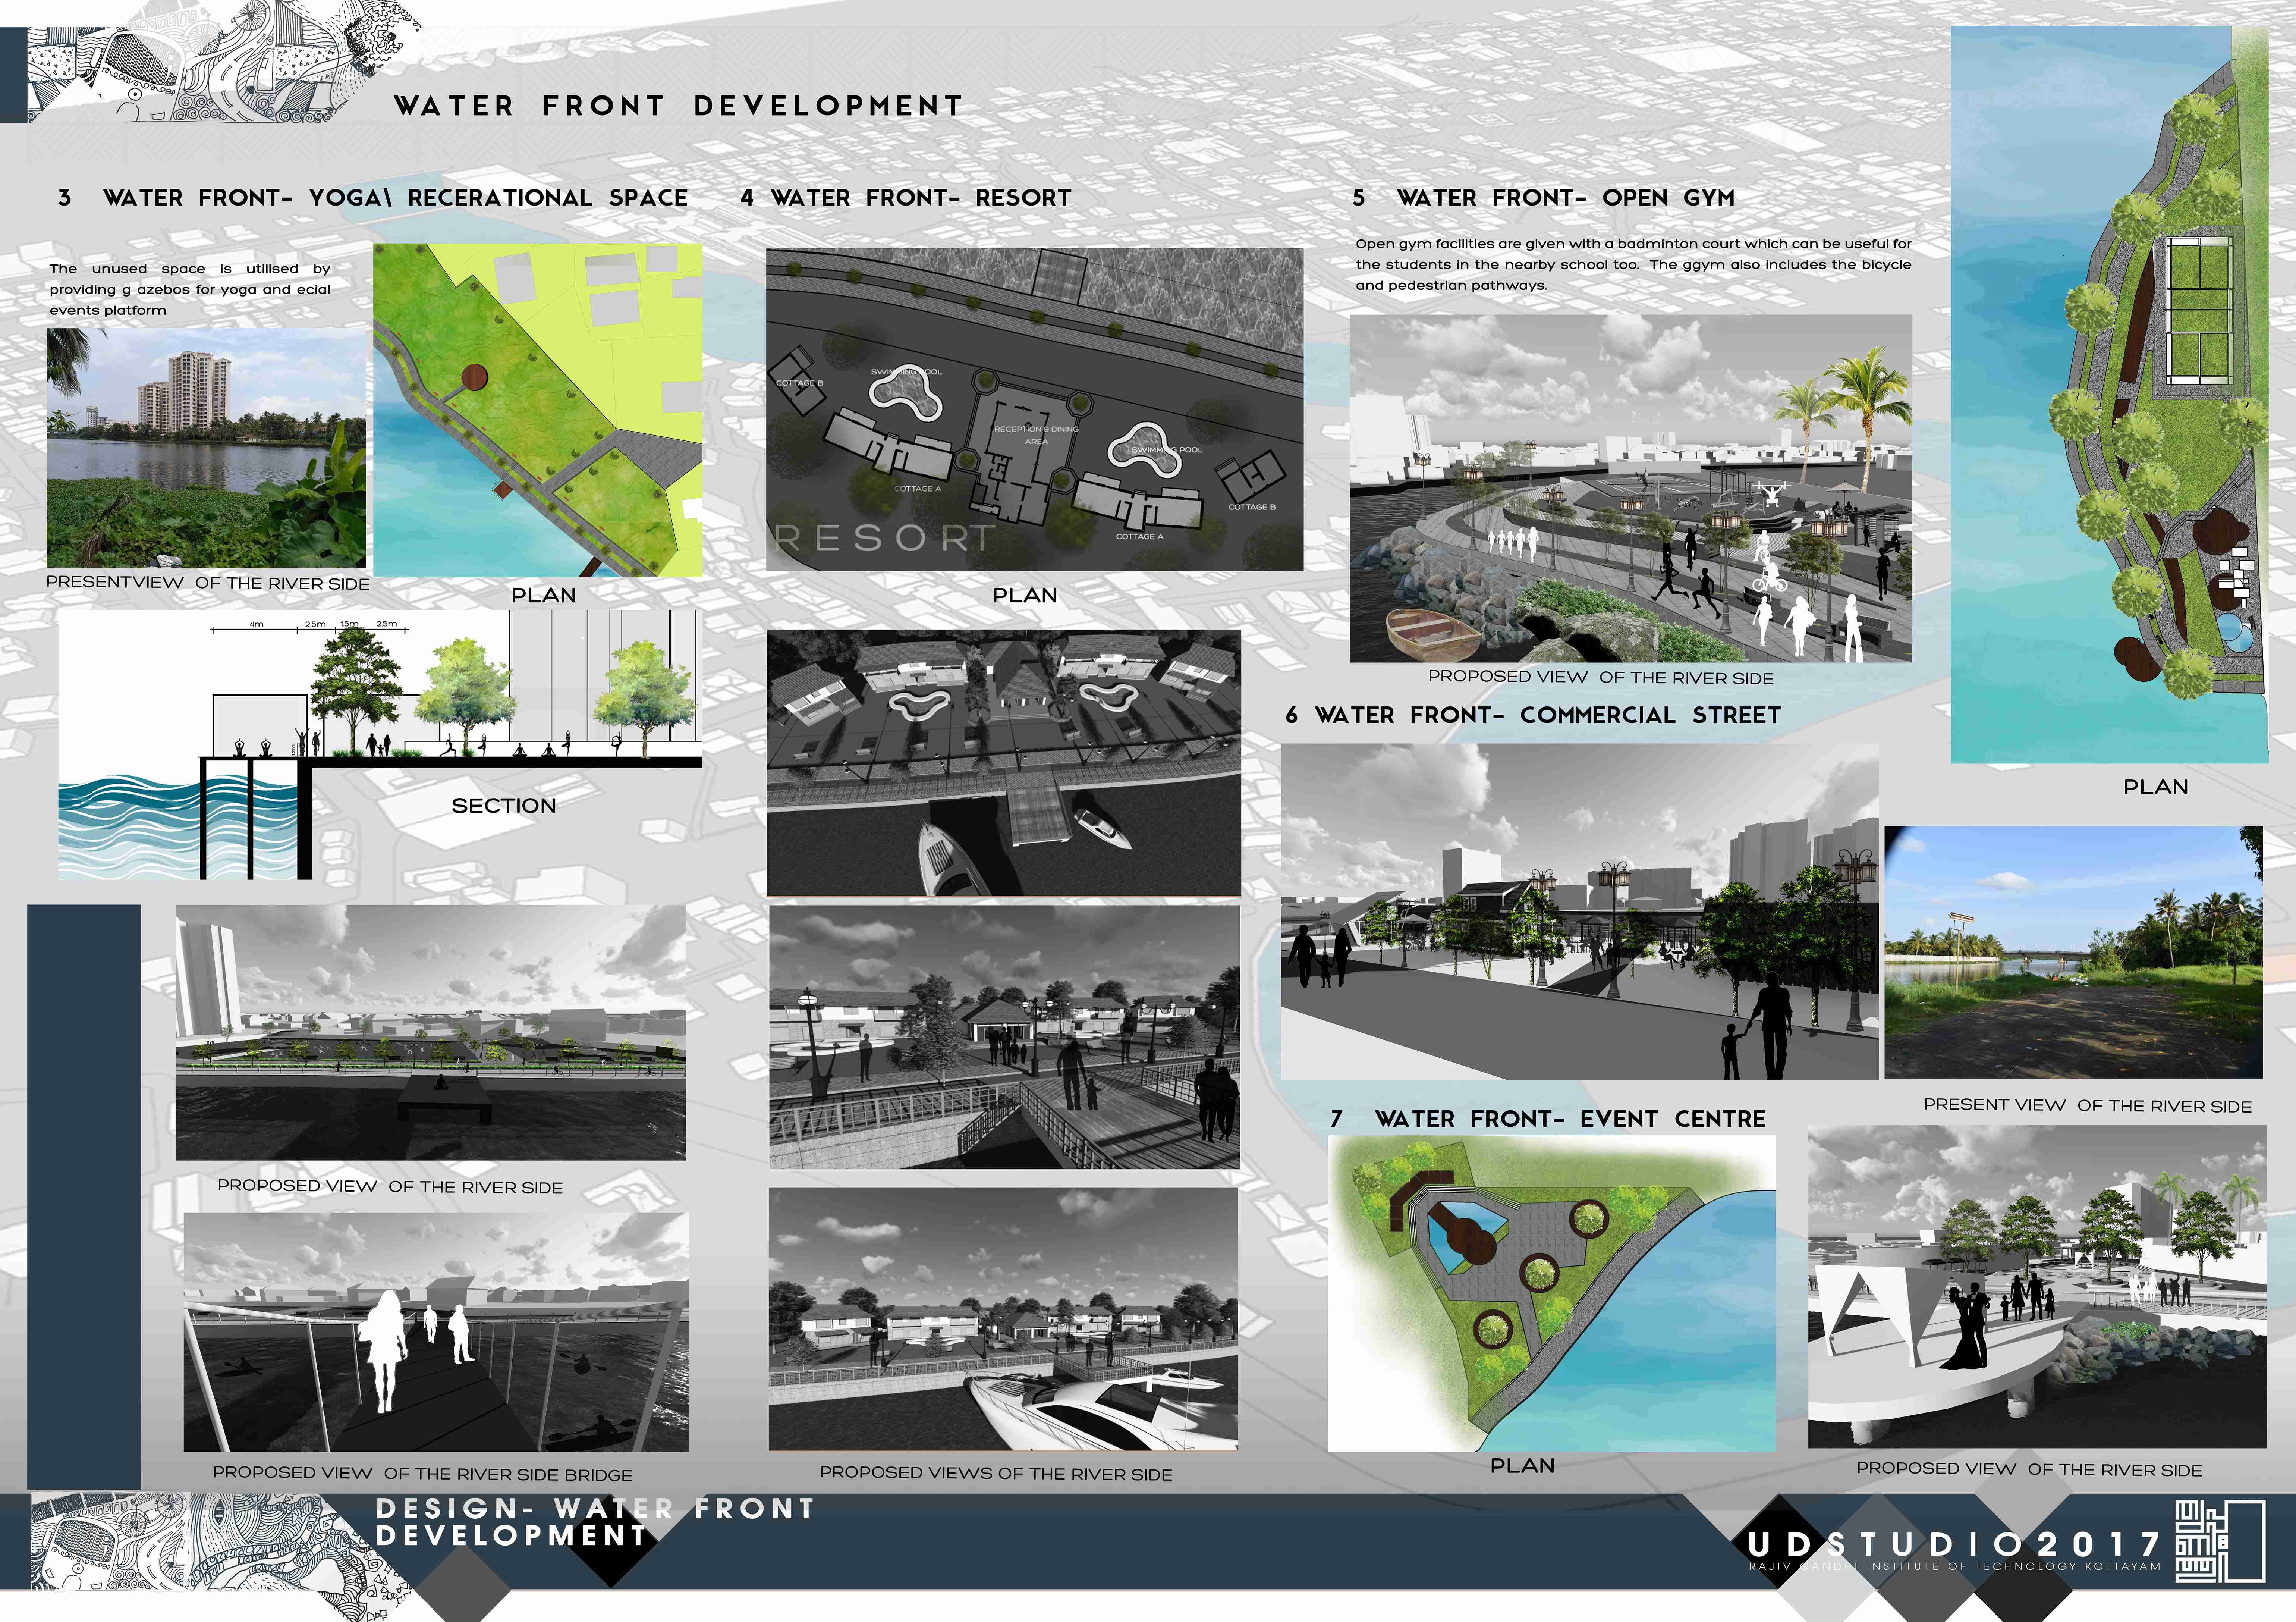 WATER FRONT DEVELOPMENT
3 WATER FRONT- YOGA\ RECERATIONAL SPACE
The unused space is utilised by
providing g azebos for yoga and ecial
events platform
PRESENTVIEW OF THE RIVER SIDE
PLAN
4m 2.5m 1.5m 2.5m
SECTION
PROPOSED VIEW OF THE RIVER SIDE
PROPOSED VIEW OF THE RIVER SIDE BRIDGE
4 WATER FRONT- RESORT
COTTAGE B
SWIMMING POOL
RECEPTION & DINING
AREA
SWIMMING POOL
COTTAGE A
COTTAGE B
COTTAGE A
RESORT
PLAN
PROPOSED VIEWS OF THE RIVER SIDE
5 WATER FRONT- OPEN GYM
Open gym facilities are given with a badminton court which can be useful for
the students in the nearby school too. The ggym also includes the bicycle
and pedestrian pathways.
PROPOSED VIEW OF THE RIVER SIDE
PLAN
6 WATER FRONT- COMMERCIAL STREET
PRESENT VIEW OF THE RIVER SIDE
7 WATER FRONT- EVENT CENTRE
PLAN
PROPOSED VIEW OF THE RIVER SIDE
DESIGN- WATER FRONT
DEVELOPMENT
UDSTUDIO2017
RAJIV GANDHI INSTITUTE OF TECHNOLOGY KOTTAYAM